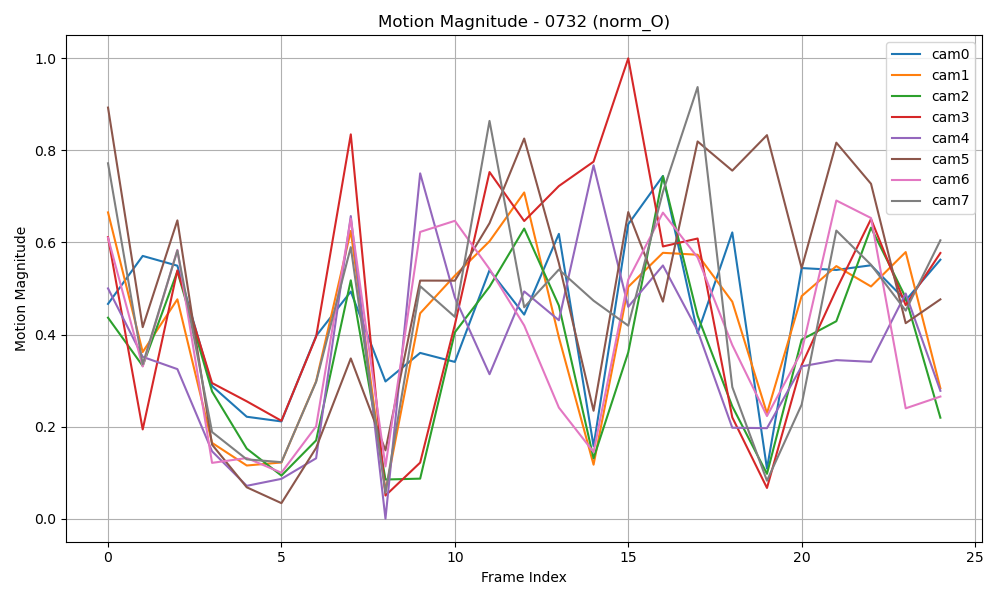 Motion Magnitude - 0732 (norm_O)
1.0
0.8
0.6
0.4
0.2
0.0
Motion Magnitude
0
5
10
15
20
25
Frame Index
cam0
cam1
cam2
cam3
cam4
cam5
cam6
cam7